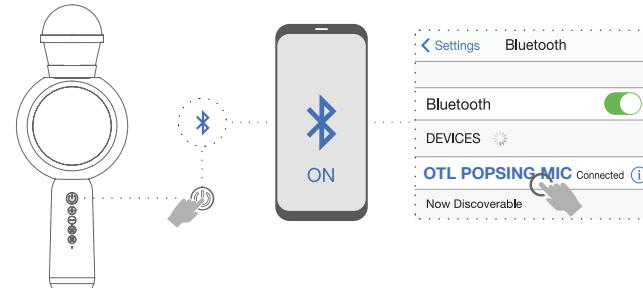 ON
Settings Bluetooth
Bluetooth
DEVICES
OTL POPSING MIC Connected
Now Discoverable